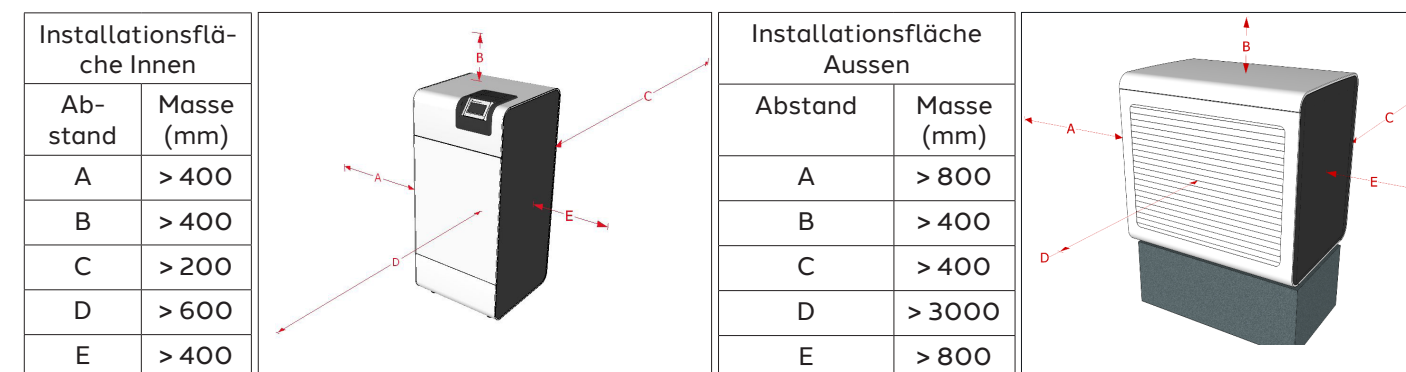 Installationsflä-
che Innen
Ab-
stand
Masse
(mm)
A
> 400
B
> 400
C
> 200
D
> 600
E
> 400
B
C
A
E
D
Installationsfläche
Aussen
Abstand
Masse
(mm)
A
> 800
B
> 400
C
> 400
D
> 3000
E
> 800
B
A
C
E
D